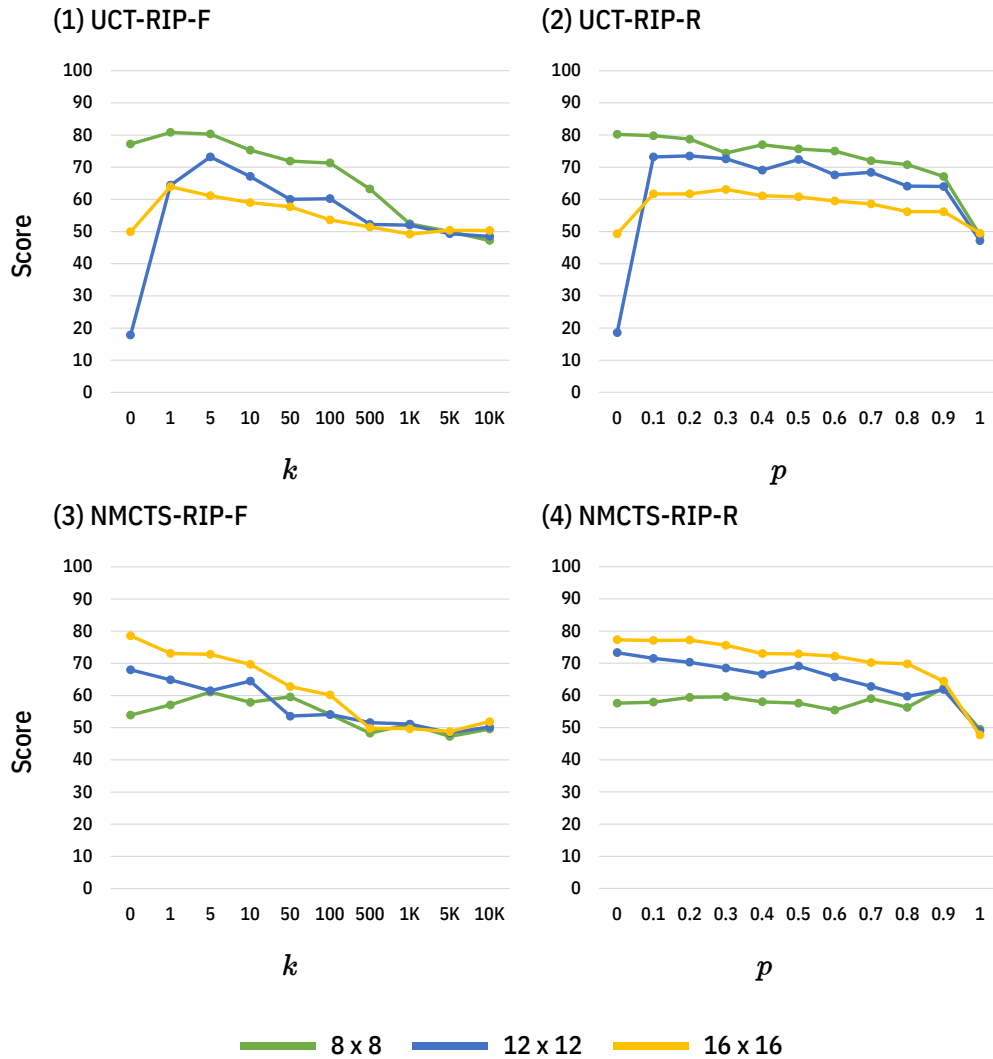 (1) UCT-RIP-F
(2) UCT-RIP-R
100
90
80
70
60
50
40
30
20
10
0
Score
0 1 5 10 50 100 500 1K 5K 10K
k
100
90
80
70
60
50
40
30
20
10
0
0 0.1 0.2 0.3 0.4 0.5 0.6 0.7 0.8 0.9 1
p
(3) NMCTS-RIP-F
(4) NMCTS-RIP-R
100
90
80
70
60
50
40
30
20
10
0
Score
0 1 5 10 50 100 500 1K 5K 10K
k
100
90
80
70
60
50
40
30
20
10
0
0 0.1 0.2 0.3 0.4 0.5 0.6 0.7 0.8 0.9 1
p
8 x 8 12 x 12 16 x 16